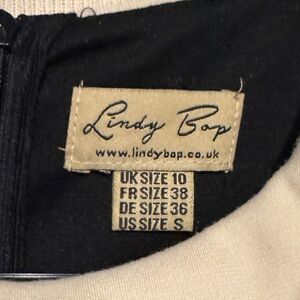 Lindy Bop
www.lindybop.co.uk
UK SIZE 10
FR SIZE 38
DE SIZE 36
US SIZE S